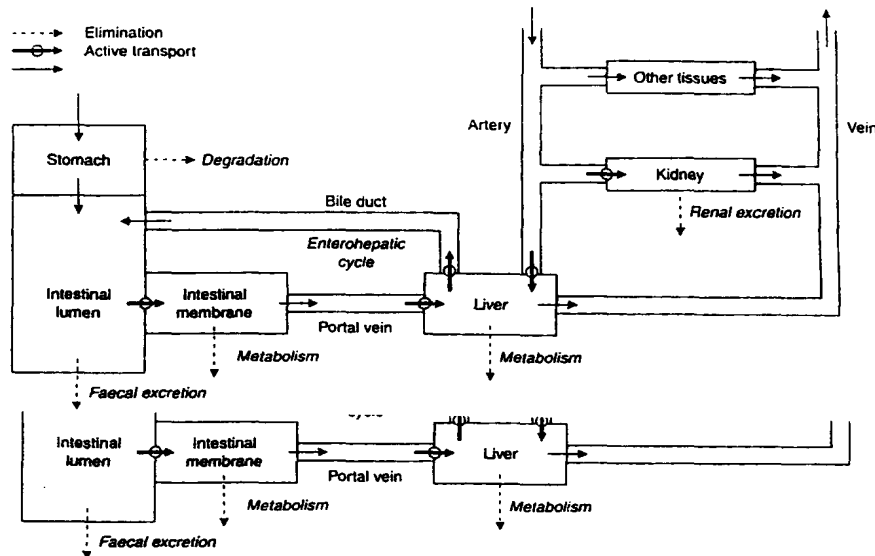 Elimination
Active transport
Other tissues
Artery
Vein
Stomach
Degradation
Kidney
Bile duct
Renal excretion
Enterohepatic
cycle
Intestinal
lumen
Intestinal
membrane
Liver
Portal vein
Metabolism
Metabolism
Faecal excretion
Intestinal
lumen
Intestinal
membrane
Liver
Portal vein
Metabolism
Metabolism
Faecal excretion